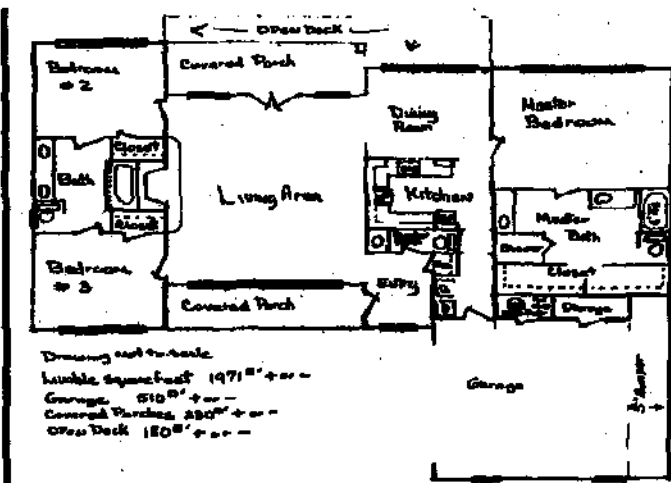 Open Deck
Bedroom
# 2
Covered Porch
Dining
Room
Master
Bedroom
Closet
Bath
Living Area
Kitchen
Closet
Master
Bath
Shower
Closet
Bedroom
# 3
Covered Porch
Entry
Storage
Garage
Drawing not to scale
Livable squarefeet 1971 + or -
Garage 510 + or -
Covered Porches 280 + or -
Open Deck 180 + or -